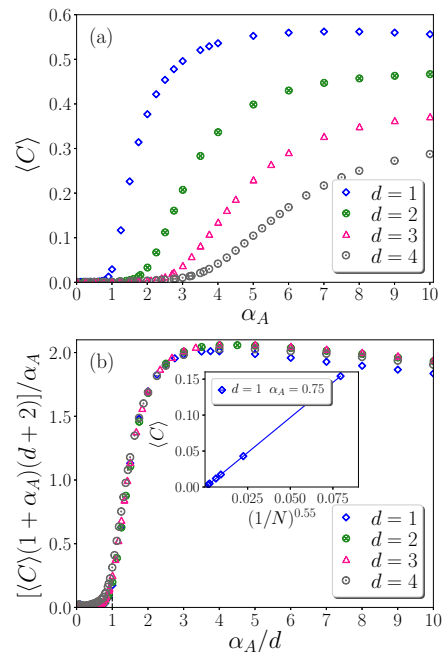 (a)
⟨C⟩
0.6
0.5
0.4
0.3
0.2
0.1
0.0
d = 1
d = 2
d = 3
d = 4
0 1 2 3 4 5 6 7 8 9 10
α_A
(b)
[⟨C⟩(1 + α_A)(d + 2)]/α_A
2.0
1.5
1.0
0.5
0.0
⟨C⟩
0.15
0.10
0.05
0.00
d = 1 α_A = 0.75
0.025 0.050 0.075
(1/N)^{0.55}
d = 1
d = 2
d = 3
d = 4
0 1 2 3 4 5 6 7 8 9 10
α_A/d